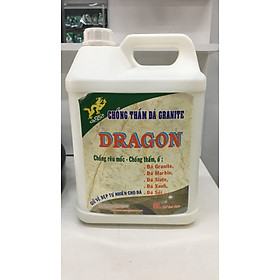 CHỐNG THẤM ĐÁ GRANITE
DRAGON
Chống rêu mốc - Chống thấm, ố :
- Đá Granite,
- Đá Marble,
- Đá Slate,
- Đá Xanh,
- Đá Sỏi
GIỮ VẺ ĐẸP TỰ NHIÊN CHO ĐÁ